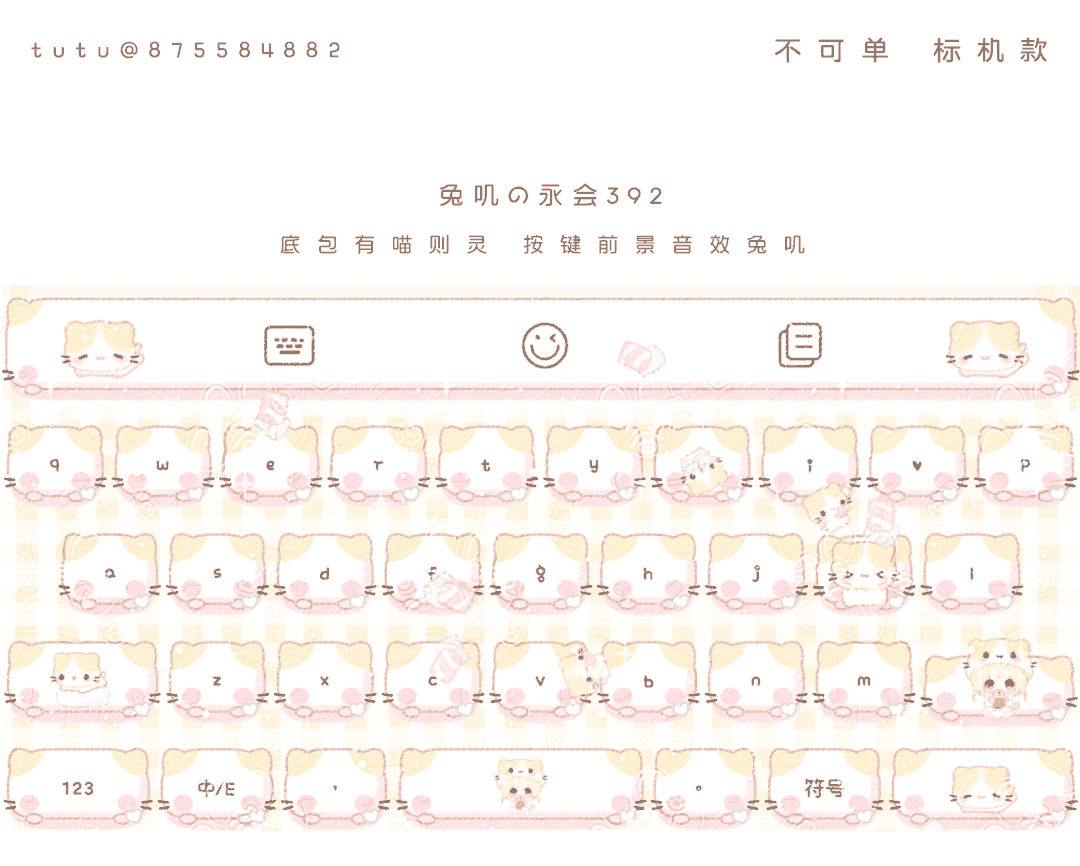 tutu@875584882
不可单 标机款
兔叽の永会392
底包有喵则灵 按键前景音效兔叽
q w e r t y i ♥ p
a s d f g h j l
z x c v b n m
123 中/E , 。 符号